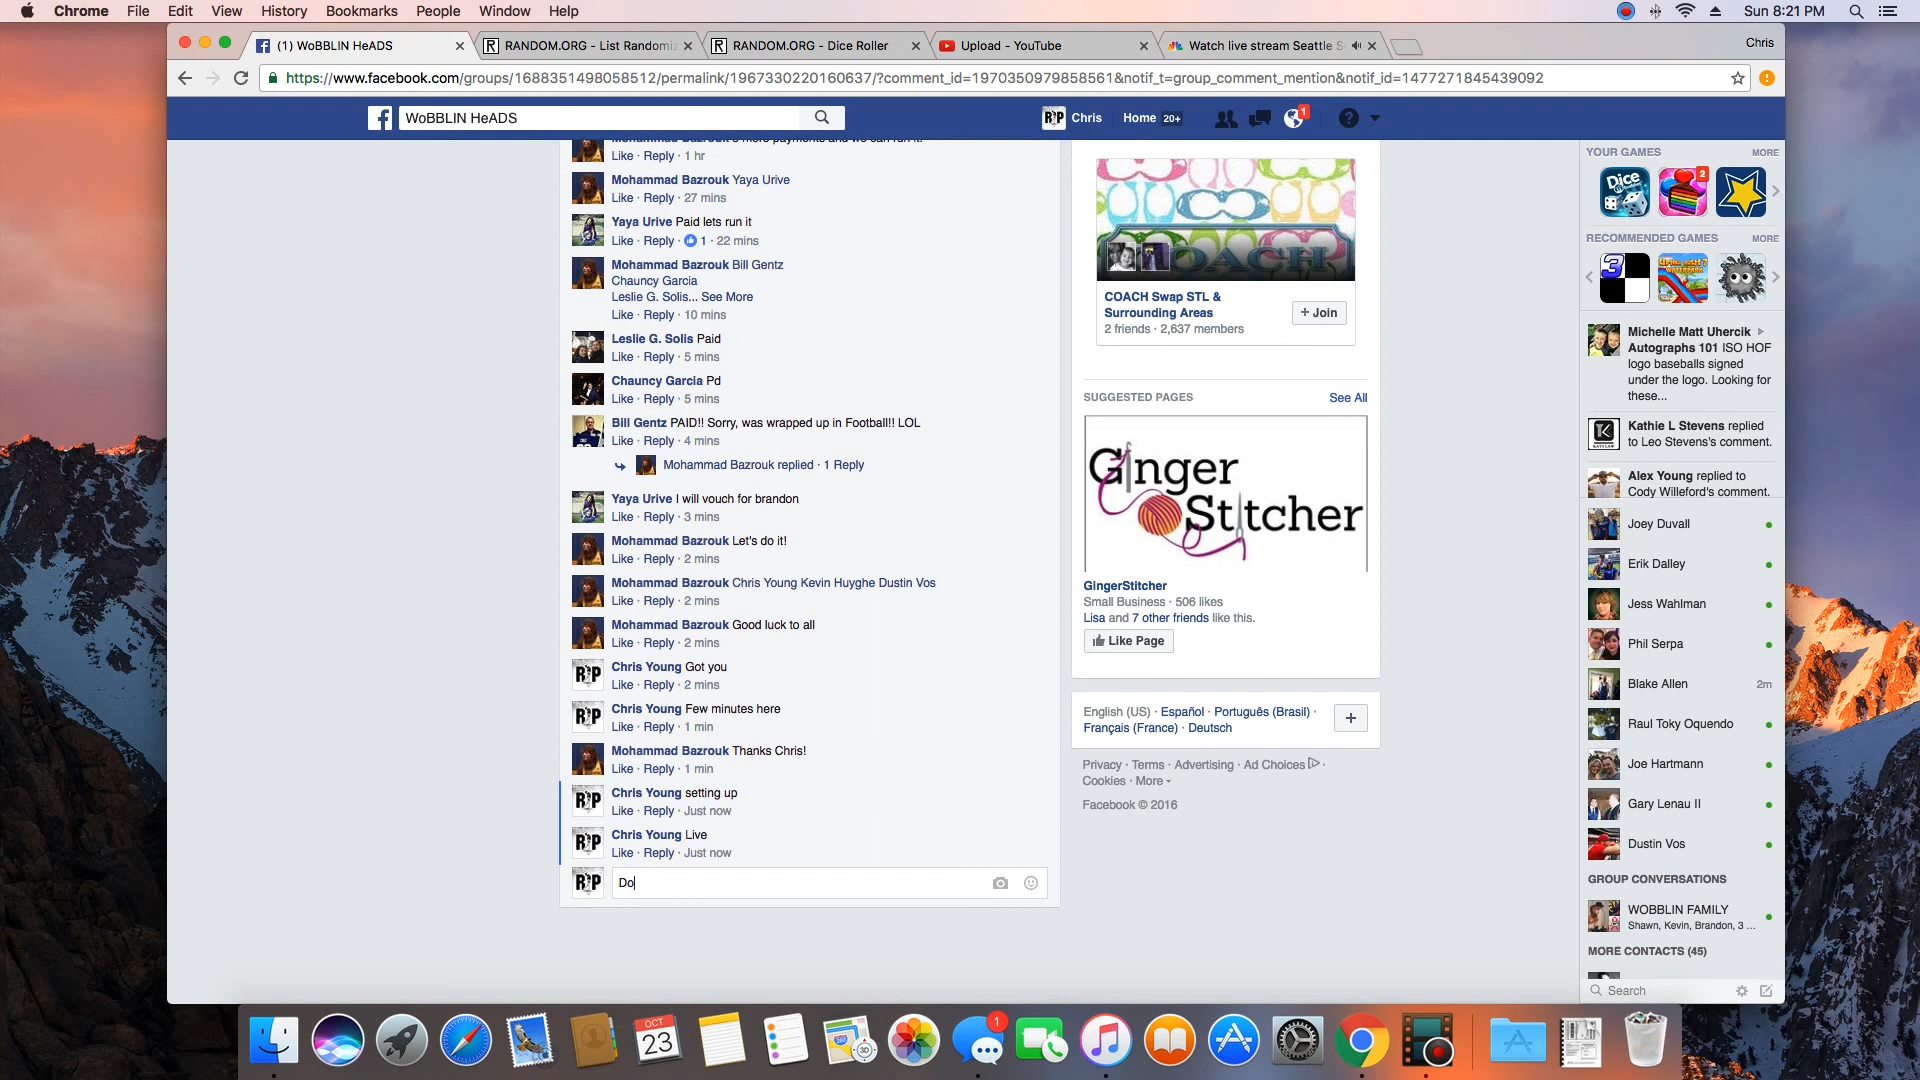 Chrome File Edit View History Bookmarks People Window Help
Sun 8:21 PM
(1) WoBBLIN HeADS
RANDOM.ORG - List Randomi
RANDOM.ORG - Dice Roller
Upload - YouTube
Watch live stream Seattle S
Chris
https://www.facebook.com/groups/1688351498058512/permalink/1967330220160637/?comment_id=1970350979858561&notif_t=group_comment_mention&notif_id=1477271845439092
WoBBLIN HeADS
Chris Home 20+
1
Like · Reply · 1 hr
Mohammad Bazrouk Yaya Urive
Like · Reply · 27 mins
Yaya Urive Paid lets run it
Like · Reply · 1 · 22 mins
Mohammad Bazrouk Bill Gentz
Chauncy Garcia
Leslie G. Solis... See More
Like · Reply · 10 mins
Leslie G. Solis Paid
Like · Reply · 5 mins
Chauncy Garcia Pd
Like · Reply · 5 mins
Bill Gentz PAID!! Sorry, was wrapped up in Football!! LOL
Like · Reply · 4 mins
Mohammad Bazrouk replied · 1 Reply
Yaya Urive I will vouch for brandon
Like · Reply · 3 mins
Mohammad Bazrouk Let's do it!
Like · Reply · 2 mins
Mohammad Bazrouk Chris Young Kevin Huyghe Dustin Vos
Like · Reply · 2 mins
Mohammad Bazrouk Good luck to all
Like · Reply · 2 mins
Chris Young Got you
Like · Reply · 2 mins
Chris Young Few minutes here
Like · Reply · 1 min
Mohammad Bazrouk Thanks Chris!
Like · Reply · 1 min
Chris Young setting up
Like · Reply · Just now
Chris Young Live
Like · Reply · Just now
Do
COACH
COACH Swap STL &
Surrounding Areas
2 friends · 2,637 members
+ Join
SUGGESTED PAGES
See All
Ginger
Stitcher
GingerStitcher
Small Business · 506 likes
Lisa and 7 other friends like this.
Like Page
English (US) · Español · Português (Brasil) ·
Français (France) · Deutsch
Privacy · Terms · Advertising · Ad Choices ·
Cookies · More
Facebook © 2016
YOUR GAMES
MORE
Dice
2
RECOMMENDED GAMES
MORE
3
Michelle Matt Uhercik
Autographs 101 ISO HOF
logo baseballs signed
under the logo. Looking for
these...
Kathie L Stevens replied
to Leo Stevens's comment.
Alex Young replied to
Cody Willeford's comment.
Joey Duvall
Erik Dalley
Jess Wahlman
Phil Serpa
Blake Allen 2m
Raul Toky Oquendo
Joe Hartmann
Gary Lenau II
Dustin Vos
GROUP CONVERSATIONS
WOBBLIN FAMILY
Shawn, Kevin, Brandon, 3 ...
MORE CONTACTS (45)
Search
OCT
23
3D
1